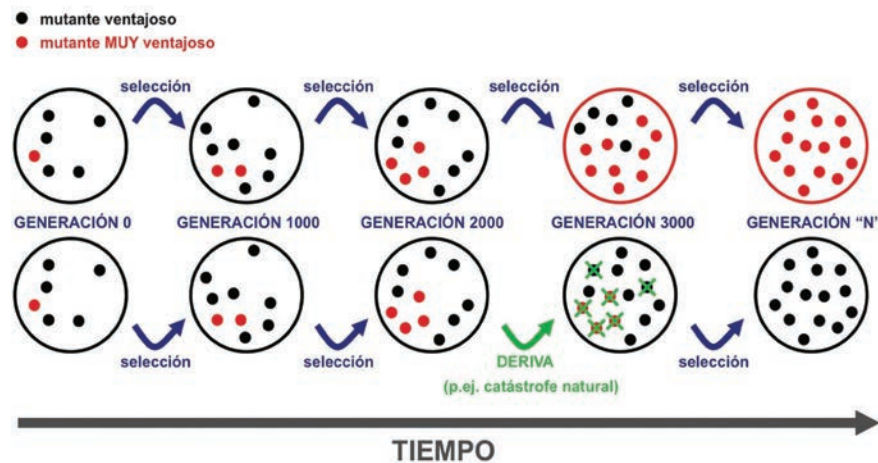 mutante ventajoso
mutante MUY ventajoso
selección selección selección selección
GENERACIÓN 0 GENERACIÓN 1000 GENERACIÓN 2000 GENERACIÓN 3000 GENERACIÓN “N”
selección selección DERIVA selección
(p.ej. catástrofe natural)
TIEMPO